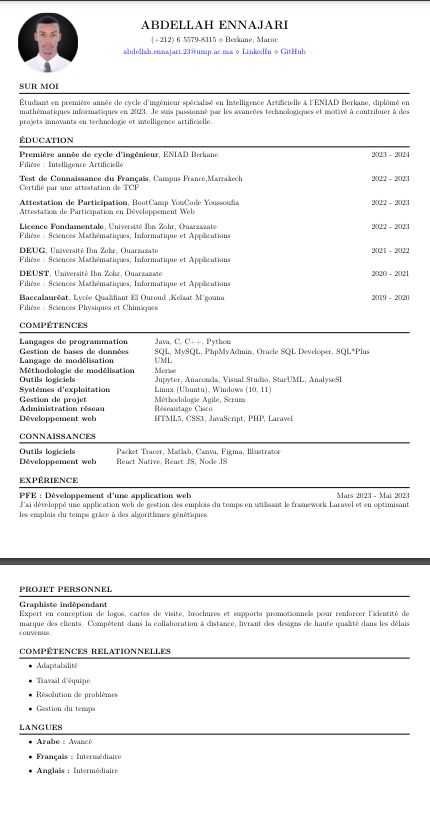 ABDELLAH ENNAJARI
(+212) 6 5579-8315 ⋄ Berkane, Maroc
abdellah.ennajari.23@ump.ac.ma ⋄ LinkedIn ⋄ GitHub
SUR MOI
Étudiant en première année de cycle d'ingénieur spécialisé en Intelligence Artificielle à l'ENIAD Berkane, diplômé en
mathématiques informatiques en 2023. Je suis passionné par les avancées technologiques et motivé à contribuer à des
projets innovants en technologie et intelligence artificielle.
ÉDUCATION
Première année de cycle d'ingénieur, ENIAD Berkane 2023 - 2024
Filière : Intelligence Artificielle
Test de Connaissance du Français, Campus France,Marrakech 2022 - 2023
Certifié par une attestation de TCF
Attestation de Participation, BootCamp YouCode Youssoufia 2022 - 2023
Attestation de Participation en Développement Web
Licence Fondamentale, Université Ibn Zohr, Ouarzazate 2022 - 2023
Filière : Sciences Mathématiques, Informatique et Applications
DEUG, Université Ibn Zohr, Ouarzazate 2021 - 2022
Filière : Sciences Mathématiques, Informatique et Applications
DEUST, Université Ibn Zohr, Ouarzazate 2020 - 2021
Filière : Sciences Mathématiques, Informatique et Applications
Baccalauréat, Lycée Qualifiant El Ouroud ,Kelaat M'gouna 2019 - 2020
Filière : Sciences Physiques et Chimiques
COMPÉTENCES
Langages de programmation Java, C, C++, Python
Gestion de bases de données SQL, MySQL, PhpMyAdmin, Oracle SQL Developer, SQL*Plus
Langage de modélisation UML
Méthodologie de modélisation Merise
Outils logiciels Jupyter, Anaconda, Visual Studio, StarUML, AnalyseSI
Systèmes d'exploitation Linux (Ubuntu), Windows (10, 11)
Gestion de projet Méthodologie Agile, Scrum
Administration réseau Réseautage Cisco
Développement web HTML5, CSS3, JavaScript, PHP, Laravel
CONNAISSANCES
Outils logiciels Packet Tracer, Matlab, Canva, Figma, Illustrator
Développement web React Native, React JS, Node JS
EXPÉRIENCE
PFE : Développement d'une application web Mars 2023 - Mai 2023
J'ai développé une application web de gestion des emplois du temps en utilisant le framework Laravel et en optimisant
les emplois du temps grâce à des algorithmes génétiques.
PROJET PERSONNEL
Graphiste indépendant
Expert en conception de logos, cartes de visite, brochures et supports promotionnels pour renforcer l'identité de
marque des clients. Compétent dans la collaboration à distance, livrant des designs de haute qualité dans les délais
convenus.
COMPÉTENCES RELATIONNELLES
• Adaptabilité
• Travail d'équipe
• Résolution de problèmes
• Gestion du temps
LANGUES
• Arabe : Avancé
• Français : Intermédiaire
• Anglais : Intermédiaire